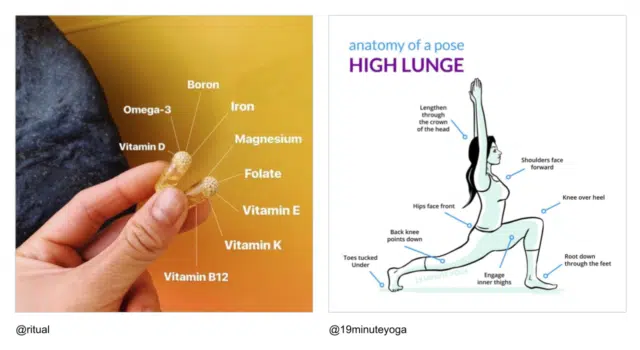 Boron
Omega-3
Iron
Vitamin D
Magnesium
Folate
Vitamin E
Vitamin K
Vitamin B12
@ritual
anatomy of a pose
HIGH LUNGE
Lengthen
through
the crown
of the head
Shoulders face
forward
Knee over heel
Hips face front
Back knee
points down
Toes tucked
Under
Engage
inner thighs
Root down
through the feet
@19minuteyoga